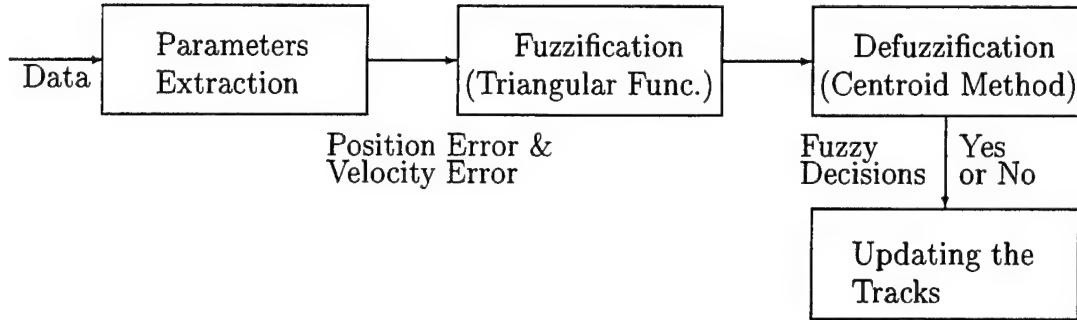 Data
Parameters
Extraction
Position Error &
Velocity Error
Fuzzification
(Triangular Func.)
Defuzzification
(Centroid Method)
Fuzzy
Decisions
Yes
or No
Updating the
Tracks